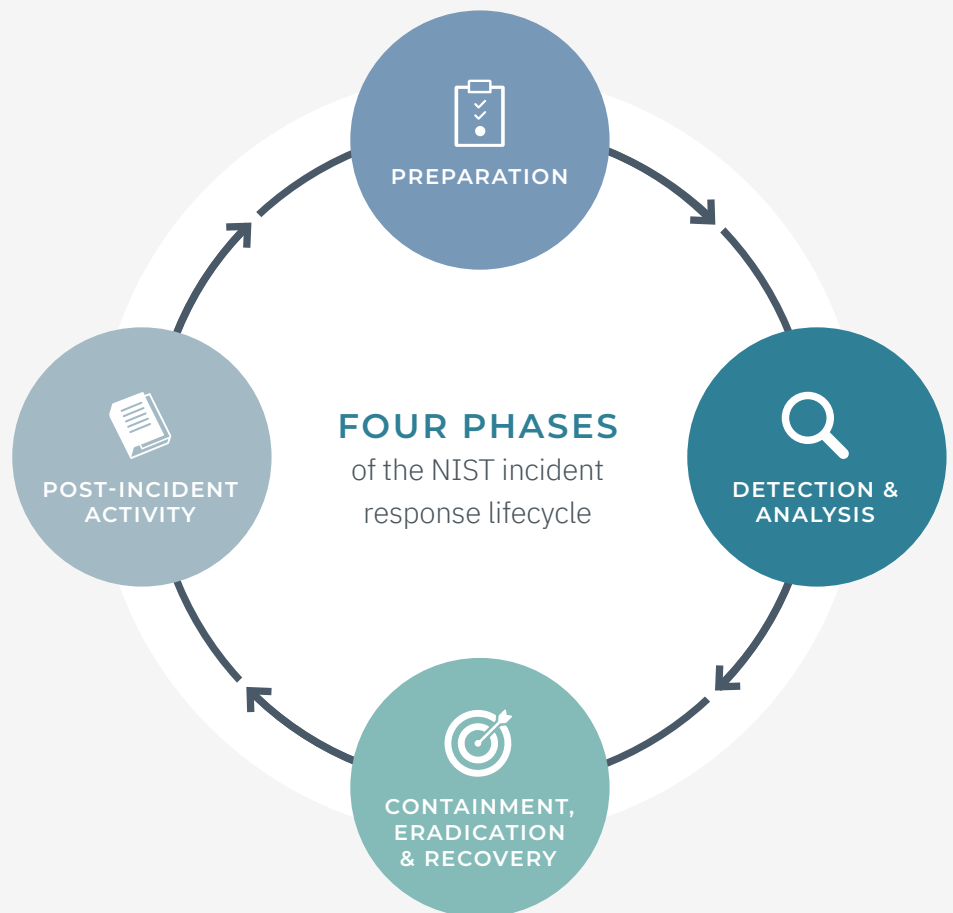 PREPARATION
FOUR PHASES
of the NIST incident
response lifecycle
POST-INCIDENT
ACTIVITY
DETECTION &
ANALYSIS
CONTAINMENT,
ERADICATION
& RECOVERY